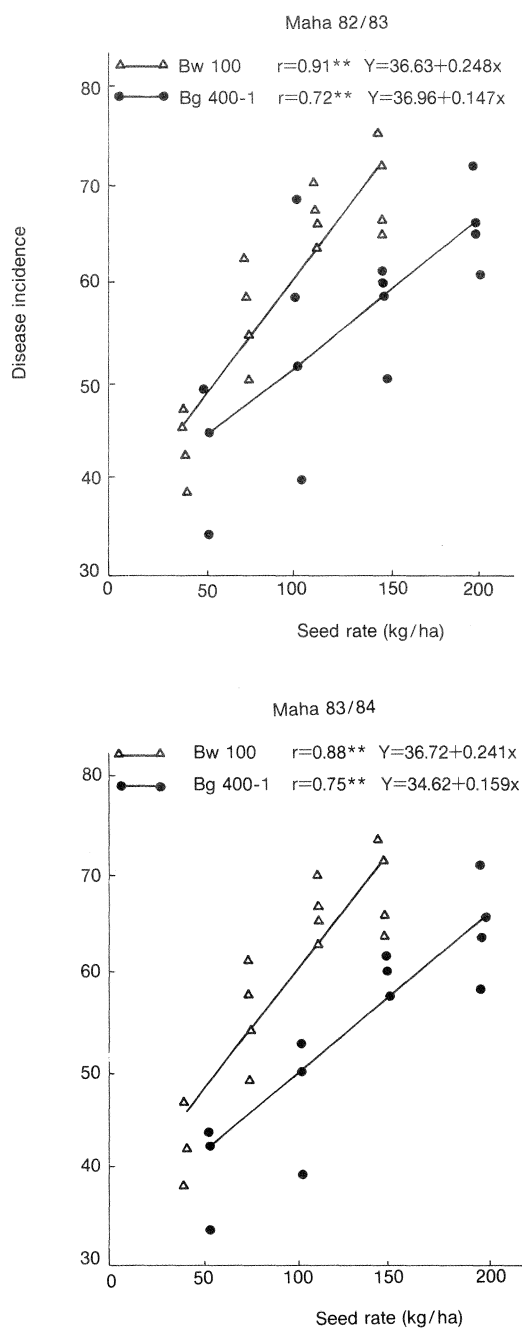 Maha 82/83
Bw 100 r=0.91** Y=36.63+0.248x
Bg 400-1 r=0.72** Y=36.96+0.147x
80
70
60
50
40
30
Disease incidence
0 50 100 150 200
Seed rate (kg/ha)
Maha 83/84
Bw 100 r=0.88** Y=36.72+0.241x
Bg 400-1 r=0.75** Y=34.62+0.159x
80
70
60
50
40
30
0 50 100 150 200
Seed rate (kg/ha)